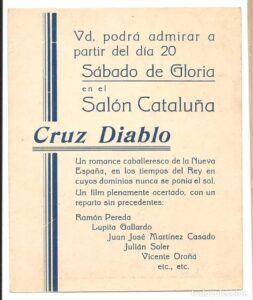 Vd. podrá admirar a
partir del día 20
Sábado de Gloria
en el
Salón Cataluña
Cruz Diablo
Un romance caballeresco de la Nueva
España, en los tiempos del Rey en
cuyos dominios nunca se ponía el sol.
Un film plenamente acertado, con un
reparto sin precedentes:
Ramón Pereda
Lupita Gallardo
Juan José Martínez Casado
Julián Soler
Vicente Oroná
etc., etc.